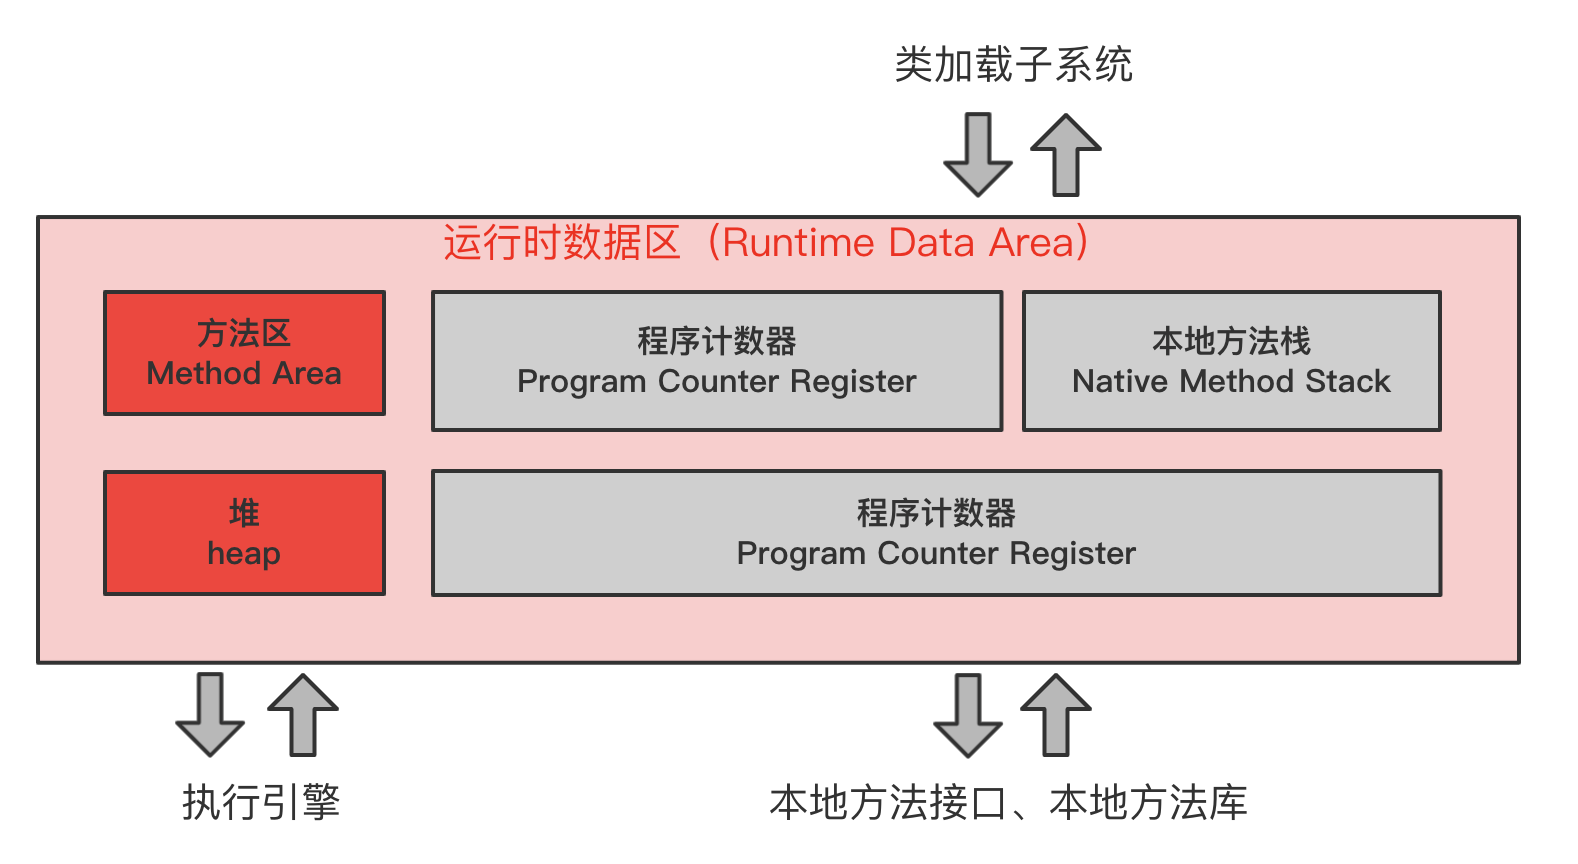 类加载子系统
运行时数据区（Runtime Data Area）
方法区
Method Area
程序计数器
Program Counter Register
本地方法栈
Native Method Stack
堆
heap
程序计数器
Program Counter Register
执行引擎
本地方法接口、本地方法库